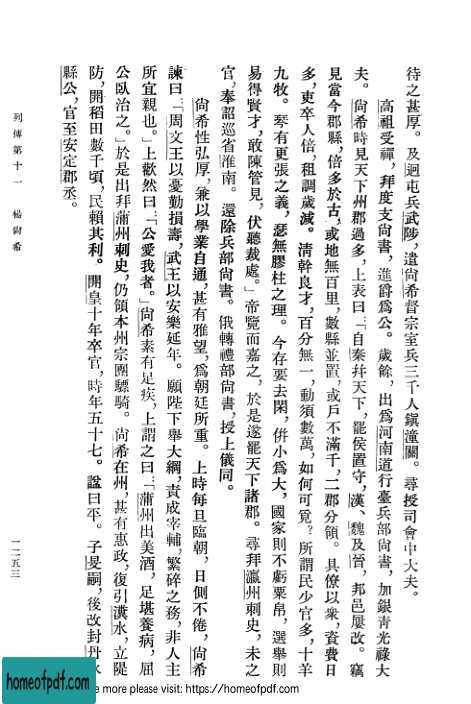 待之甚厚。及迥屯兵武陟,遣尙希督宗室兵三千人鎮潼關。尋授司會中大夫。
高祖受禪,拜度支尙書,進爵爲公。歲餘,出爲河南道行臺兵部尙書,加銀靑光祿大
夫。尙希時見天下州郡過多,上表曰:「自秦幷天下,罷侯置守,漢、魏及晉,邦邑屢改。竊
見當今郡縣,倍多於古,或地無百里,數縣並置,或戶不滿千,二郡分領。具僚以衆,資費日
多,吏卒人倍,租調歲減。淸幹良才,百分無一,動須數萬,如何可覓?所謂民少官多,十羊
九牧。琴有更張之義,瑟無膠柱之理。今存要去閑,倂小爲大,國家則不虧粟帛,選舉則
易得賢才,敢陳管見,伏聽裁處。」帝覽而嘉之,於是遂罷天下諸郡。尋拜瀛州刺史,未之
官,奉詔巡省淮南。還除兵部尙書。俄轉禮部尙書,授上儀同。
尙希性弘厚,兼以學業自通,甚有雅望,爲朝廷所重。上時每旦臨朝,日側不倦,尙希
諫曰:「周文王以憂勤損壽,武王以安樂延年。願陛下舉大綱,責成宰輔,繁碎之務,非人主
所宜親也。」上歡然曰:「公愛我者。」尙希素有足疾,上謂之曰:「蒲州出美酒,足堪養病,屈
公臥治之。」於是出拜蒲州刺史,仍領本州宗團驃騎。尙希在州,甚有惠政,復引瀵水,立隄
防,開稻田數千頃,民賴其利。開皇十年卒官,時年五十七。諡曰平。子旻嗣,後改封丹水
縣公,官至安定郡丞。
列傳第十一 楊尙希
一二五三
homeofpdf.com
e more please visit: https://homeofpdf.com